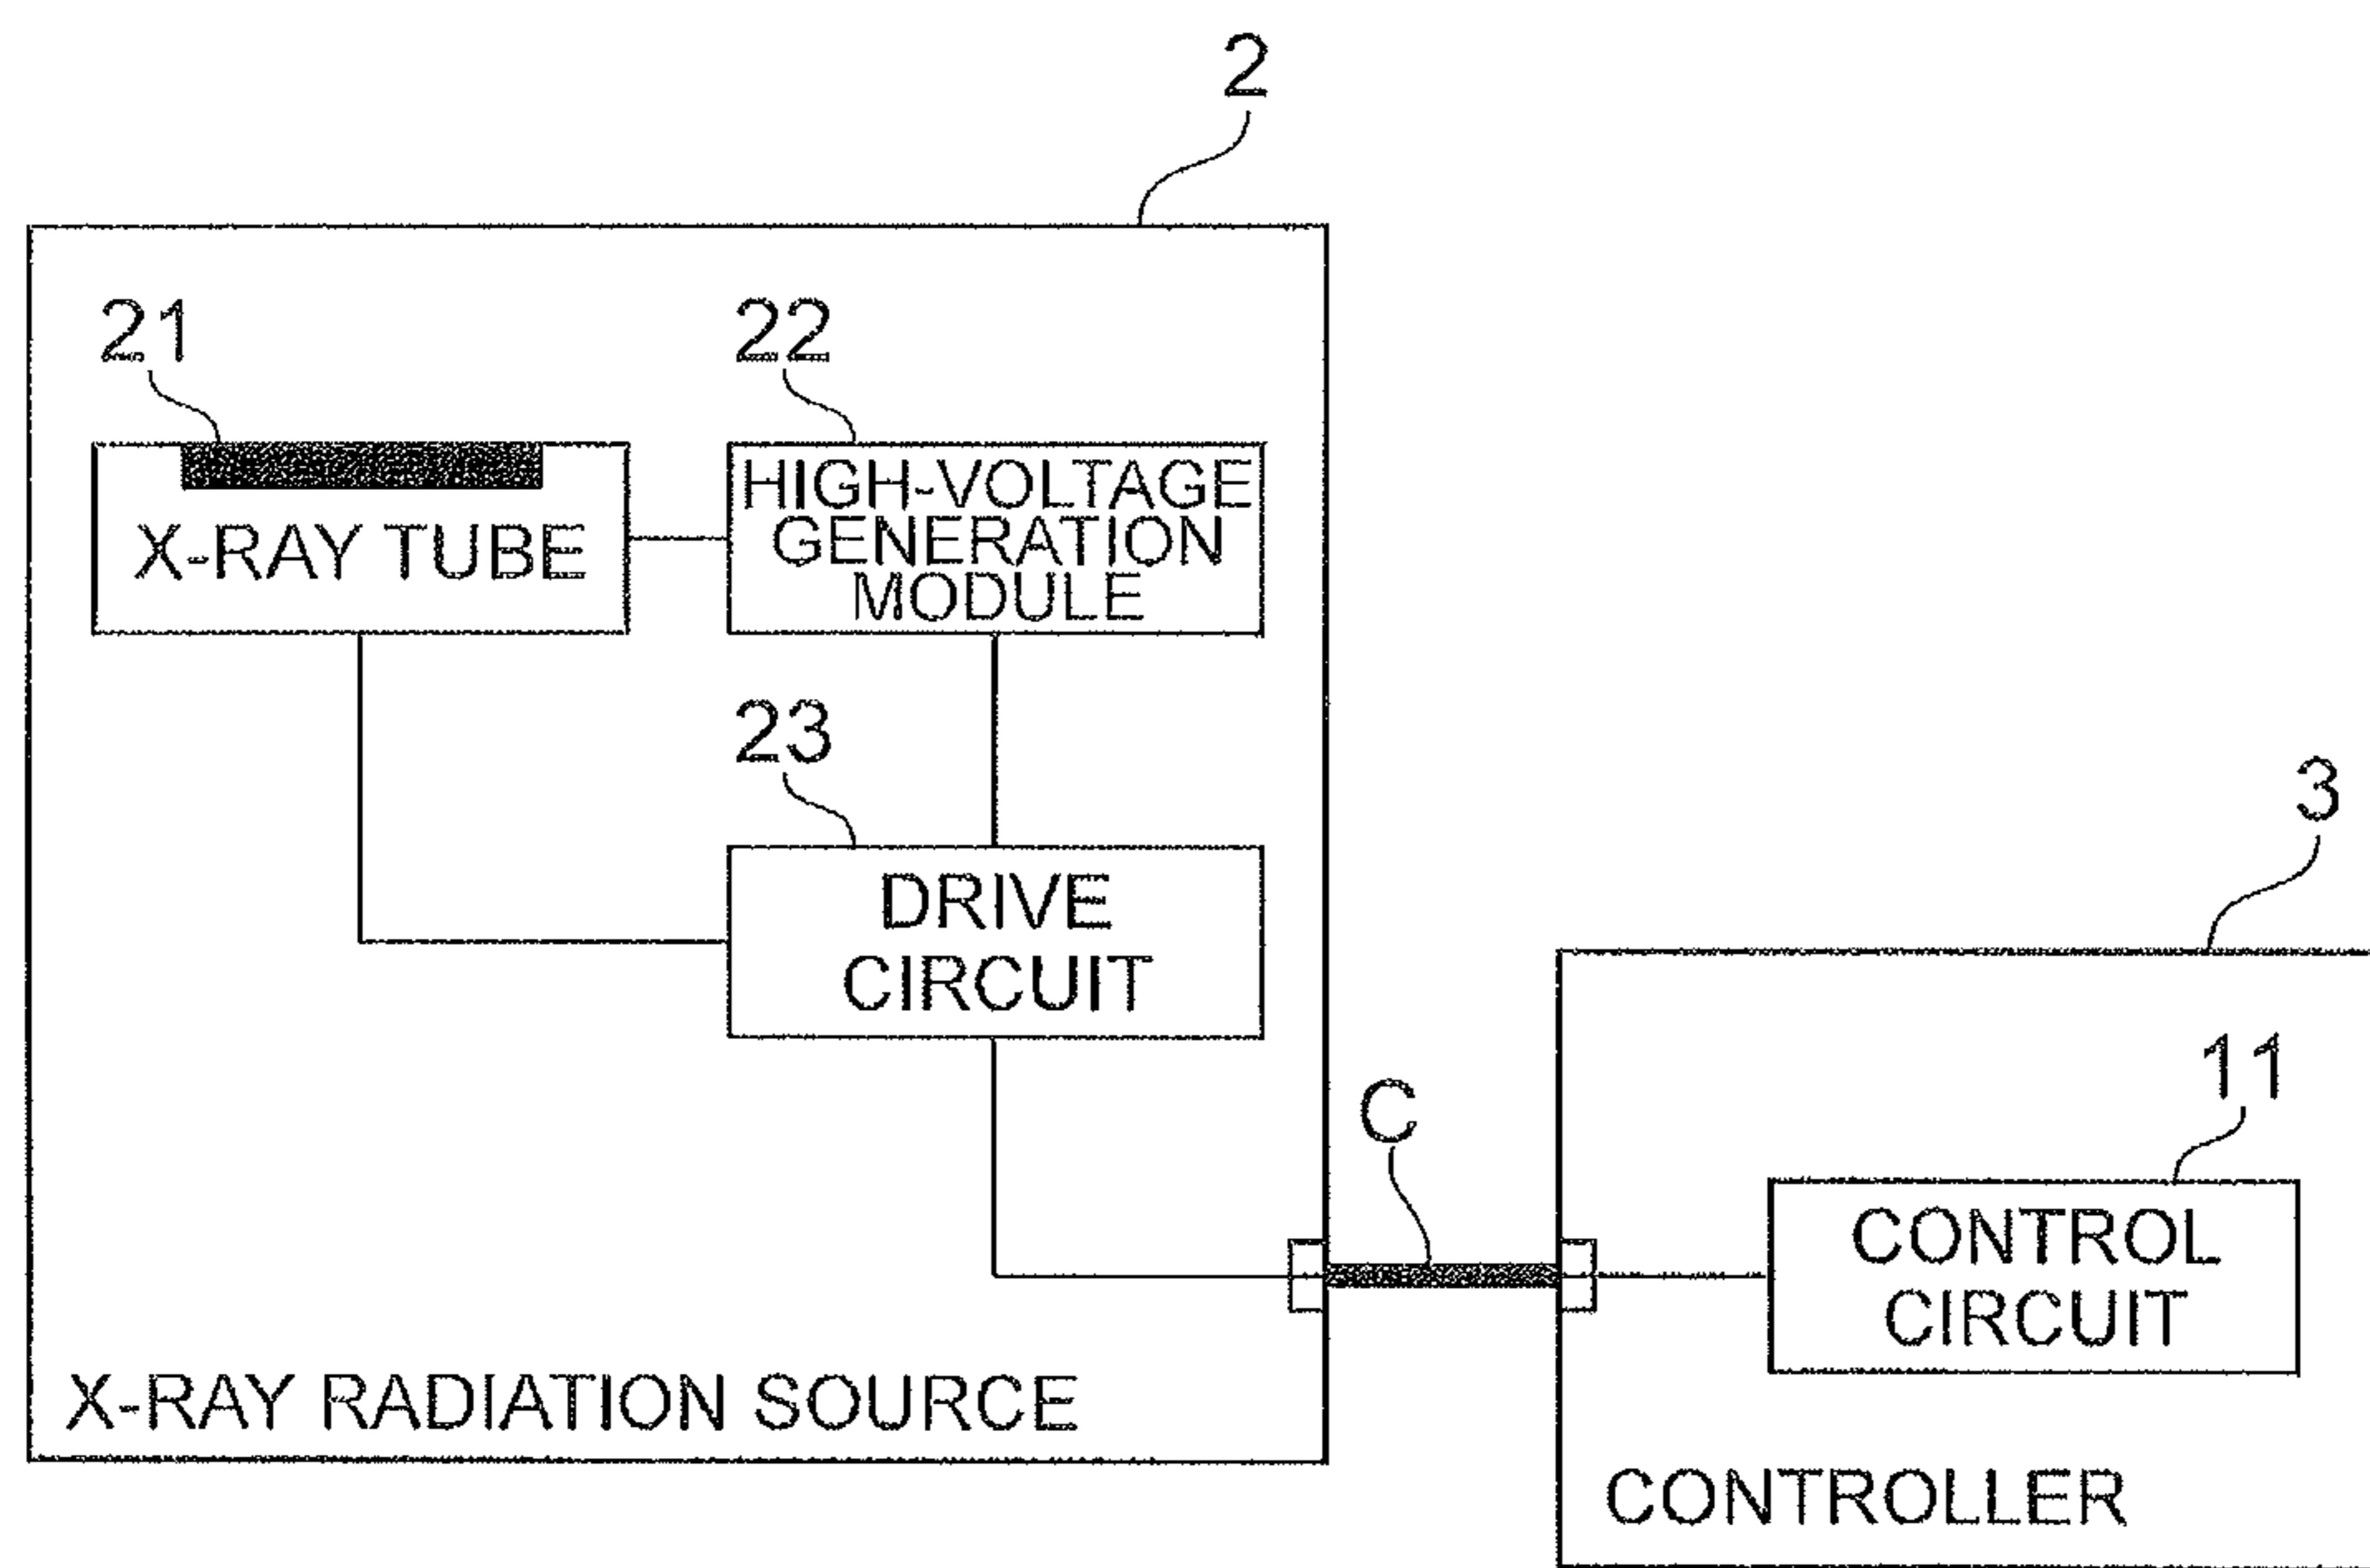 2
21
22
X-RAY TUBE
HIGH-VOLTAGE
GENERATION
MODULE
23
DRIVE
CIRCUIT
3
C
11
CONTROL
CIRCUIT
X-RAY RADIATION SOURCE
CONTROLLER